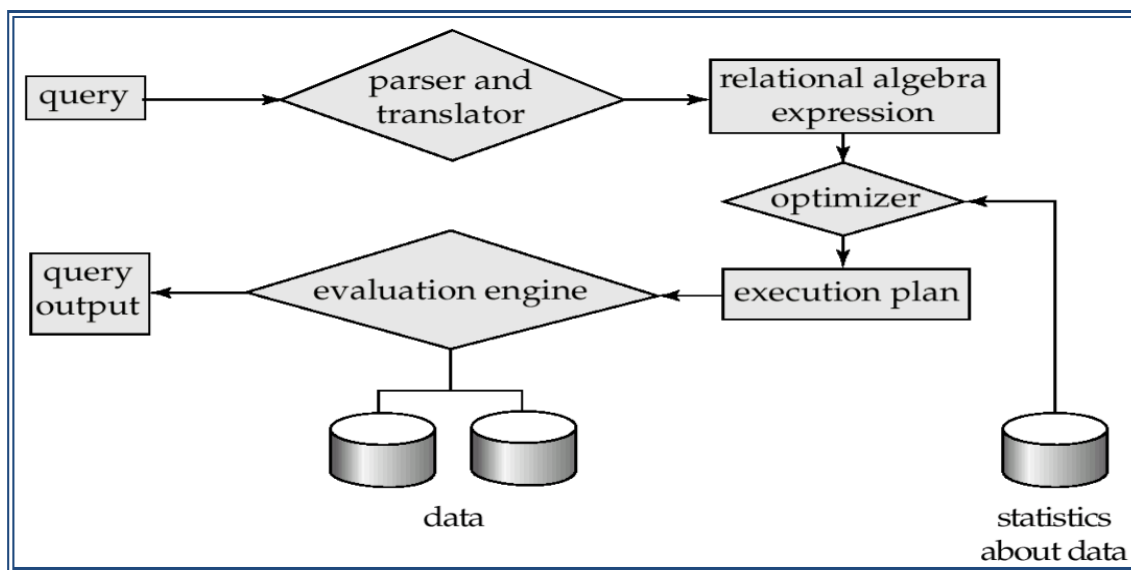 query
parser and
translator
relational algebra
expression
optimizer
execution plan
evaluation engine
query
output
data
statistics
about data